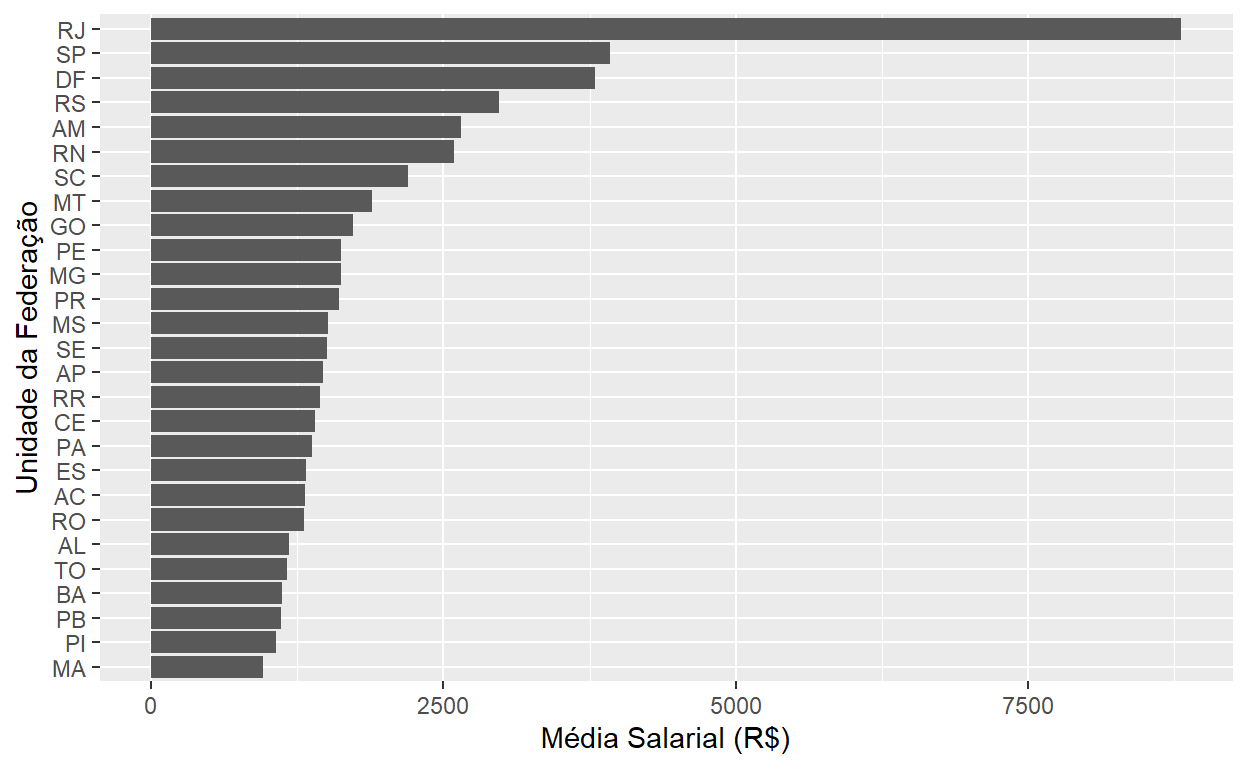 RJ
SP
DF
RS
AM
RN
SC
MT
GO
PE
MG
PR
MS
SE
AP
RR
CE
PA
ES
AC
RO
AL
TO
BA
PB
PI
MA
Unidade da Federação
0 2500 5000 7500
Média Salarial (R$)